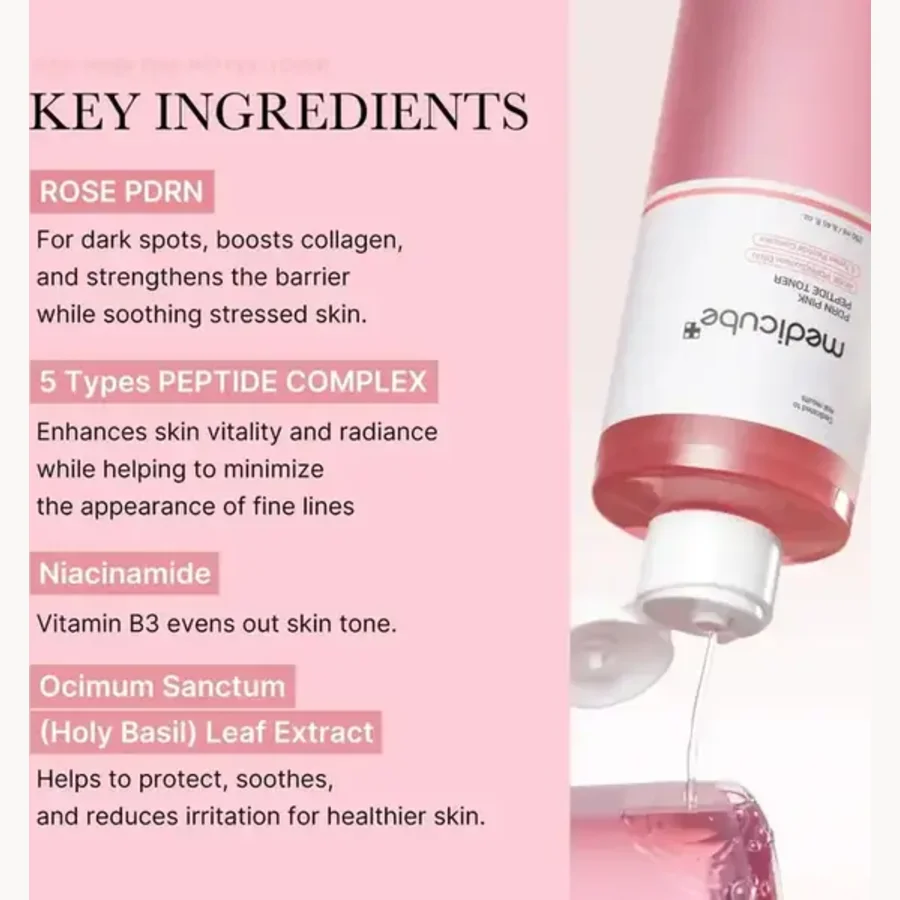 KEY INGREDIENTS
ROSE PDRN
For dark spots, boosts collagen,
and strengthens the barrier
while soothing stressed skin.
5 Types PEPTIDE COMPLEX
Enhances skin vitality and radiance
while helping to minimize
the appearance of fine lines
Niacinamide
Vitamin B3 evens out skin tone.
Ocimum Sanctum
(Holy Basil) Leaf Extract
Helps to protect, soothes,
and reduces irritation for healthier skin.
Dedicated to
medicube
PDRN PINK
PEPTIDE TONER